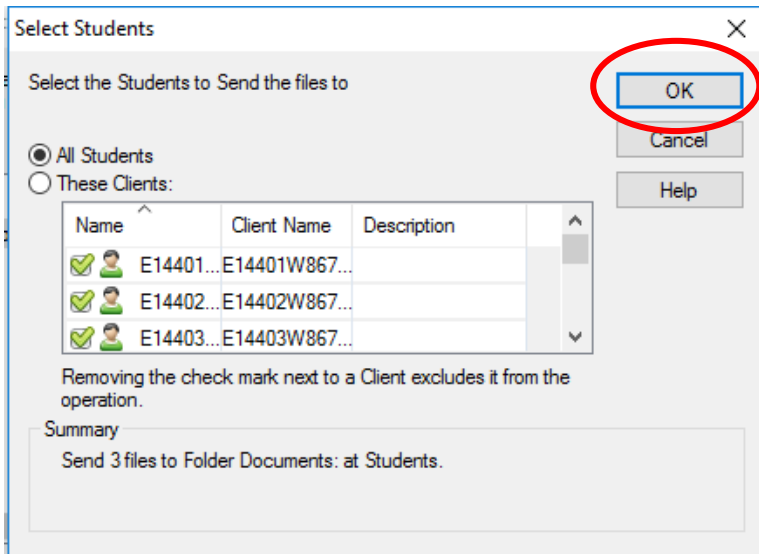 Select Students
Select the Students to Send the files to
OK
Cancel
Help
All Students
These Clients:
Name Client Name Description
E14401... E14401W867...
E14402... E14402W867...
E14403... E14403W867...
Removing the check mark next to a Client excludes it from the
operation.
Summary
Send 3 files to Folder Documents: at Students.